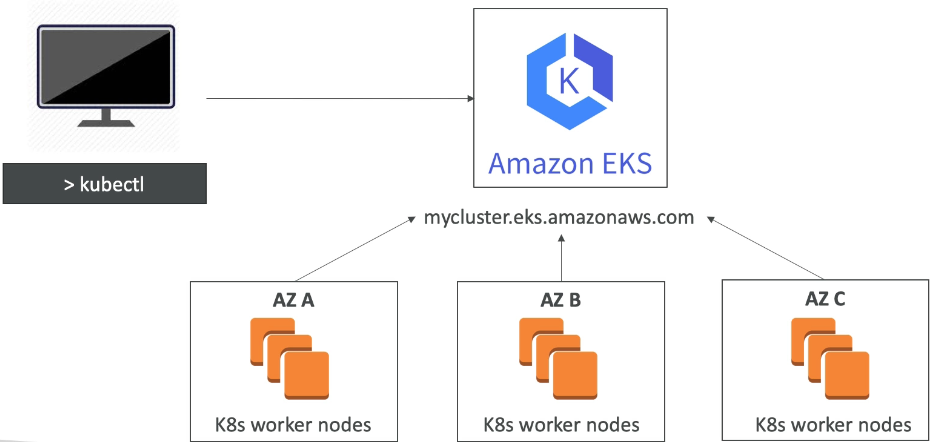 K
Amazon EKS
> kubectl
mycluster.eks.amazonaws.com
AZ A
K8s worker nodes
AZ B
K8s worker nodes
AZ C
K8s worker nodes